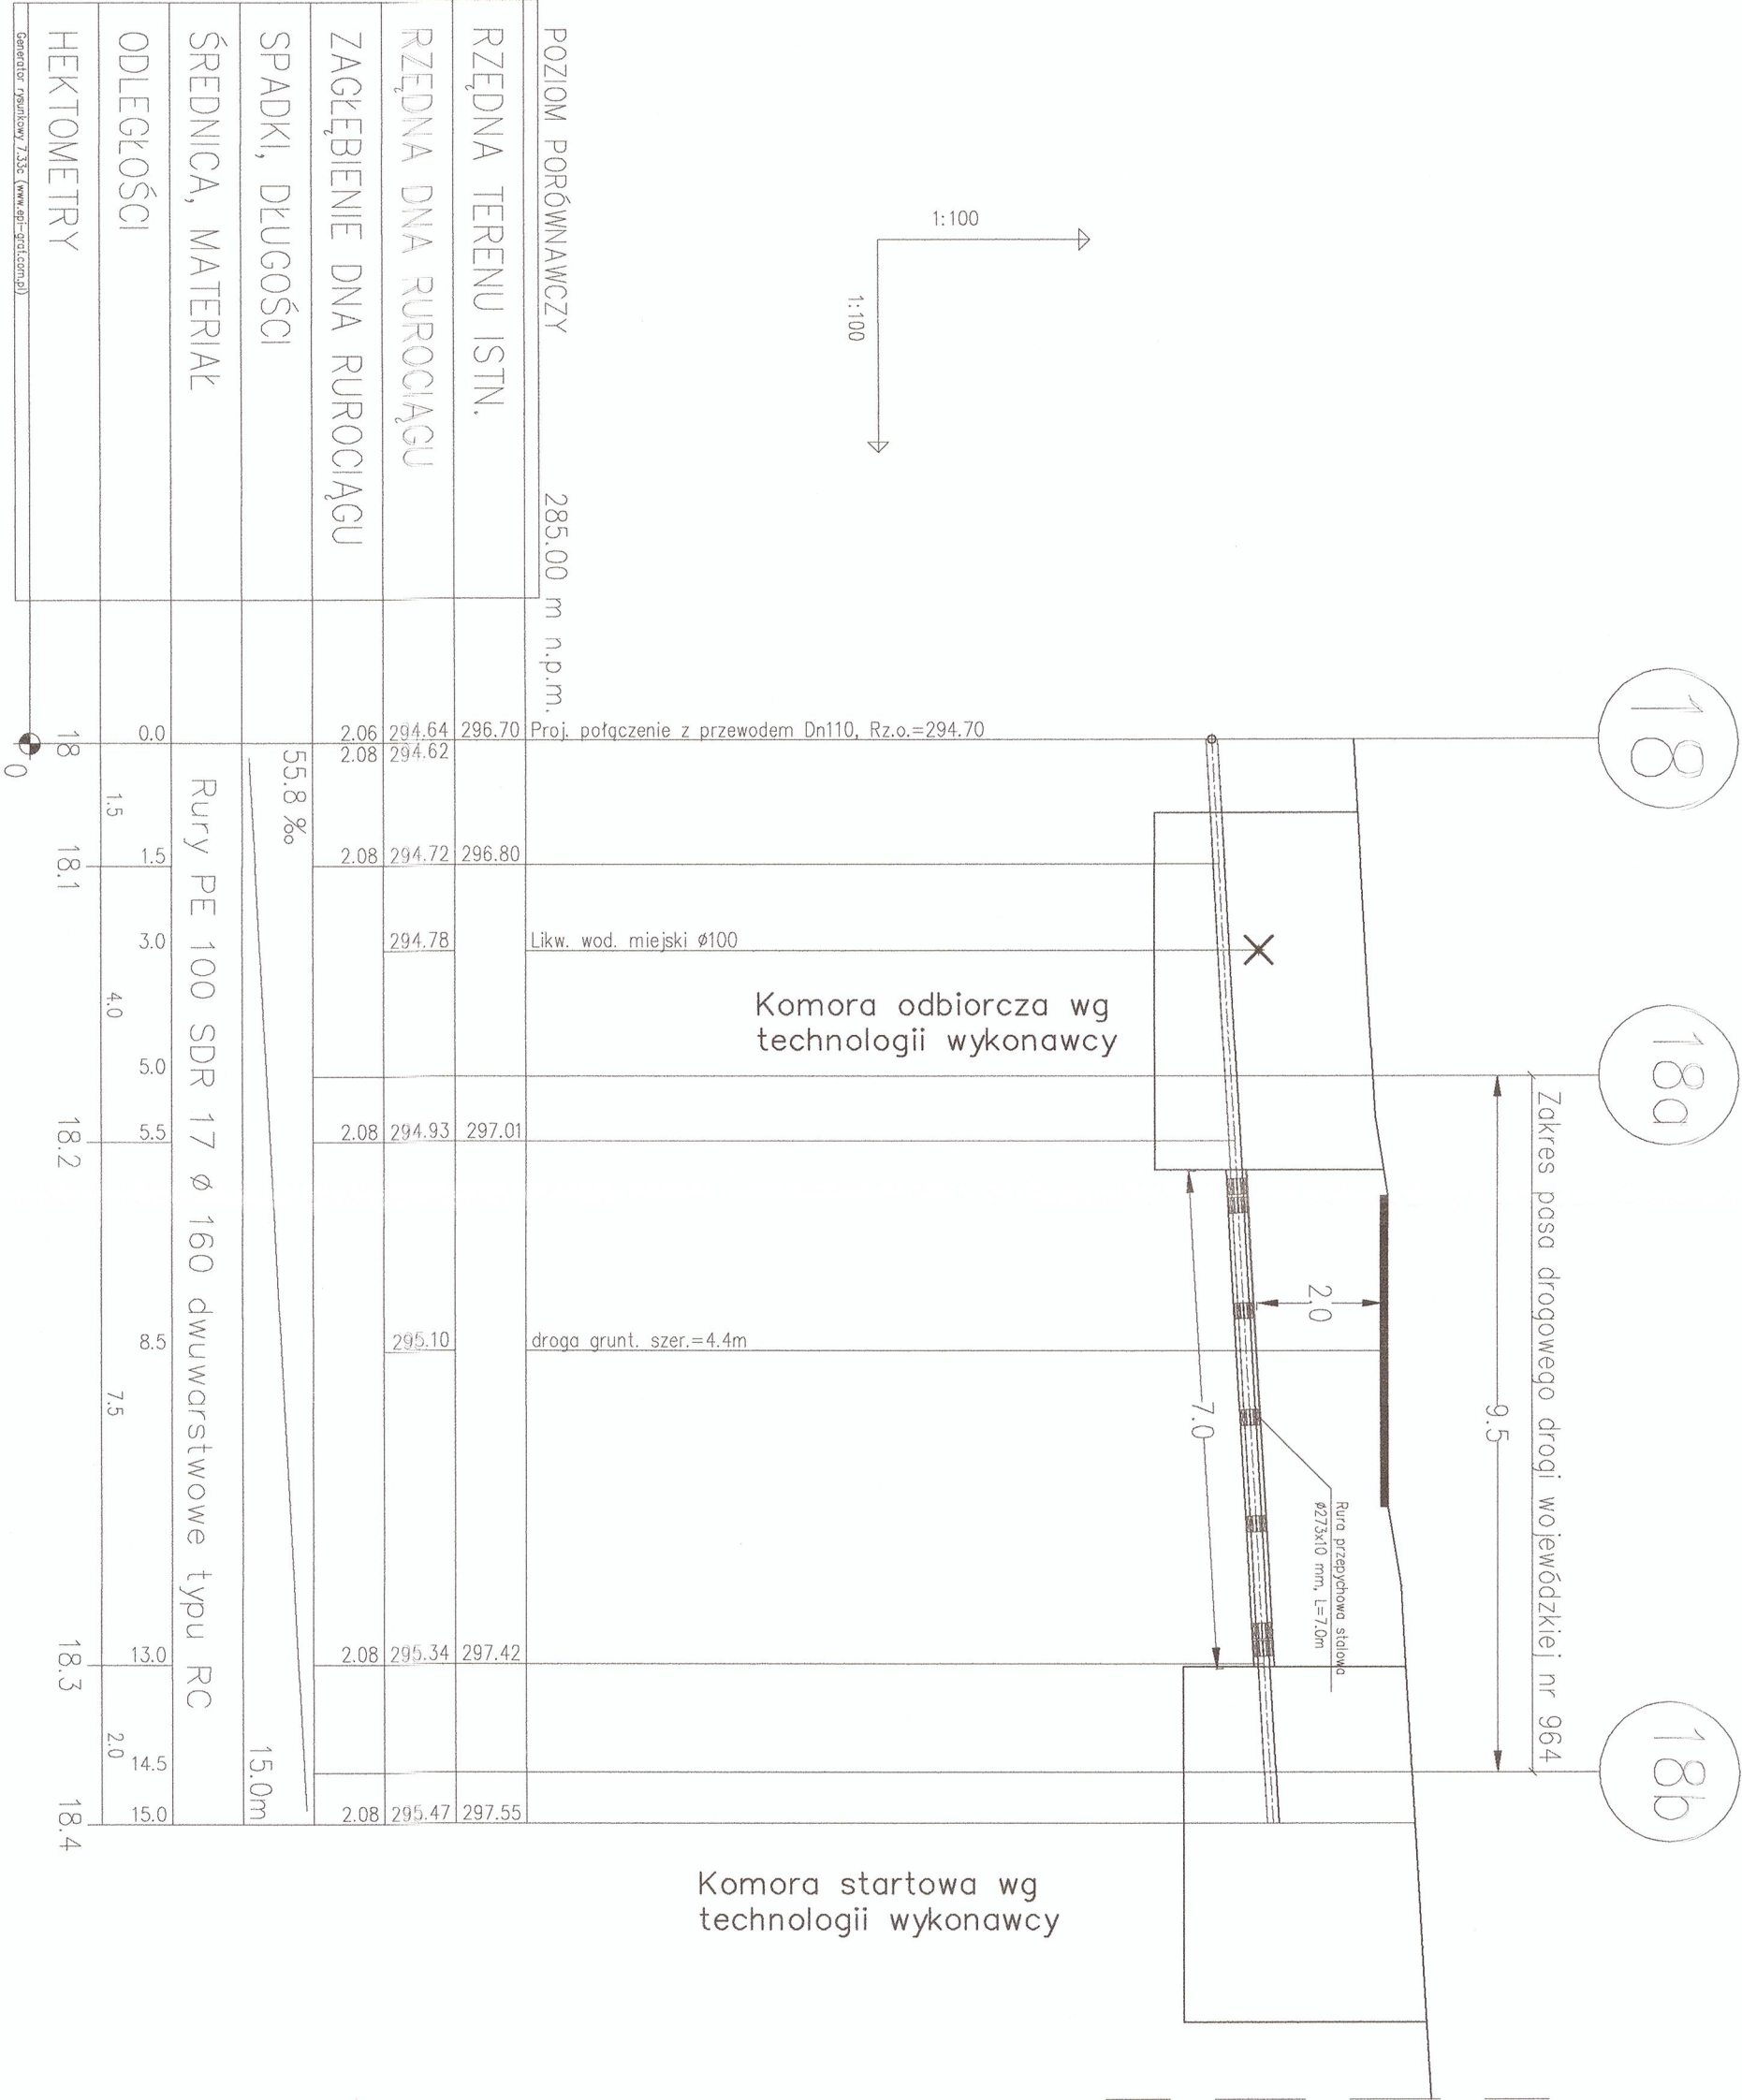 18
18a
18b
Zakres pasa drogowego drogi wojewódzkiej nr 964
9.5
2.0
7.0
Rura przepychowa stalowa
ø273x10 mm, L=7.0m
1:100
1:100
Komora odbiorcza wg
technologii wykonawcy
Komora startowa wg
technologii wykonawcy
Proj. połączenie z przewodem Dn110, Rz.o.=294.70
Likw. wod. miejski ø100
droga grunt. szer.=4.4m
POZIOM PORÓWNAWCZY 285.00 m n.p.m.
RZĘDNA TERENU ISTN. 296.70 296.80 297.01 297.42 297.55
RZĘDNA DNA RUROCIĄGU 294.64 294.62 294.72 294.78 294.93 295.10 295.34 295.47
ZAGŁĘBIENIE DNA RUROCIĄGU 2.06 2.08 2.08 2.08 2.08 2.08
SPADKI, DŁUGOŚCI 55.8 ‰ 15.0m
ŚREDNICA, MATERIAŁ Rury PE 100 SDR 17 ø 160 dwuwarstwowe typu RC
ODLEGŁOŚCI 0.0 1.5 3.0 5.0 5.5 8.5 13.0 14.5 15.0
1.5 4.0 7.5 2.0
HEKTOMETRY 18 18.1 18.2 18.3 18.4
0
Generator rysunkowy 7.33c (www.epi-graf.com.pl)